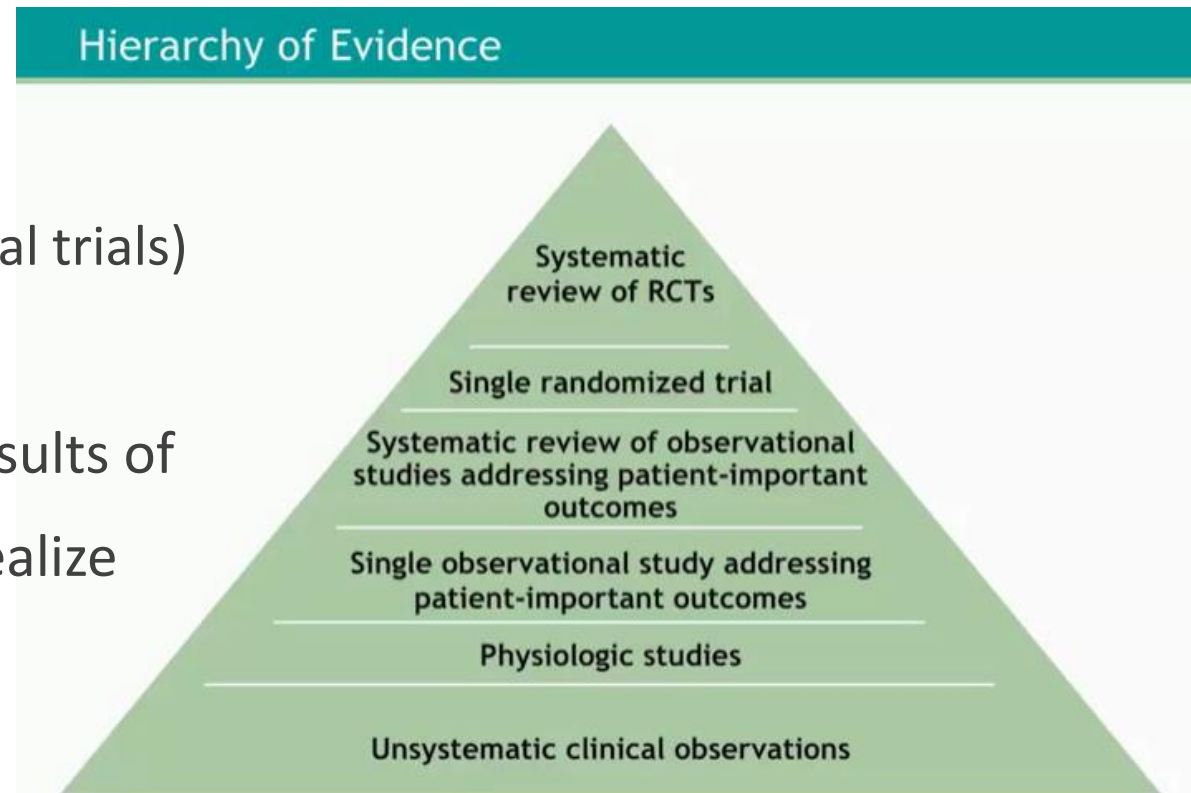 Hierarchy of Evidence
al trials)
sults of
ealize
Systematic
review of RCTs
Single randomized trial
Systematic review of observational
studies addressing patient-important
outcomes
Single observational study addressing
patient-important outcomes
Physiologic studies
Unsystematic clinical observations